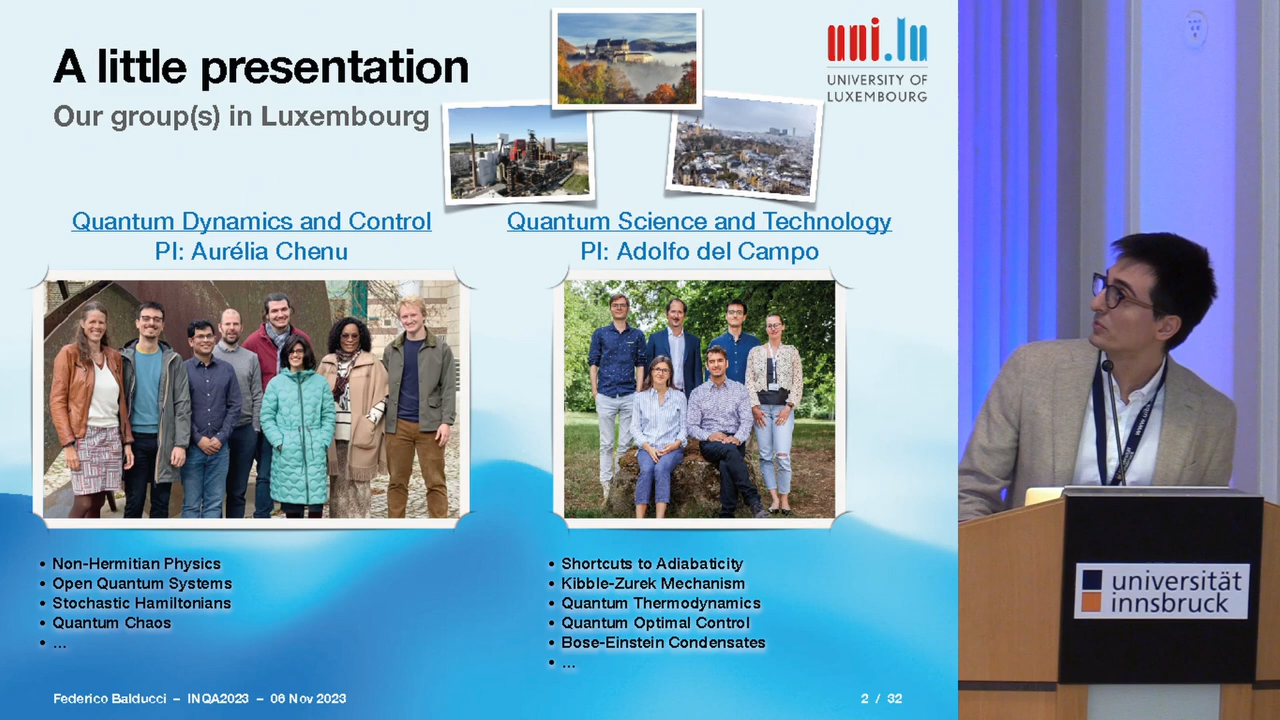 A little presentation
Our group(s) in Luxembourg
uni.lu
UNIVERSITY OF
LUXEMBOURG
Quantum Dynamics and Control
PI: Aurélia Chenu
Quantum Science and Technology
PI: Adolfo del Campo
• Non-Hermitian Physics
• Open Quantum Systems
• Stochastic Hamiltonians
• Quantum Chaos
• ...
• Shortcuts to Adiabaticity
• Kibble-Zurek Mechanism
• Quantum Thermodynamics
• Quantum Optimal Control
• Bose-Einstein Condensates
• ...
Federico Balducci – INQA2023 – 06 Nov 2023
2 / 32
universität
innsbruck